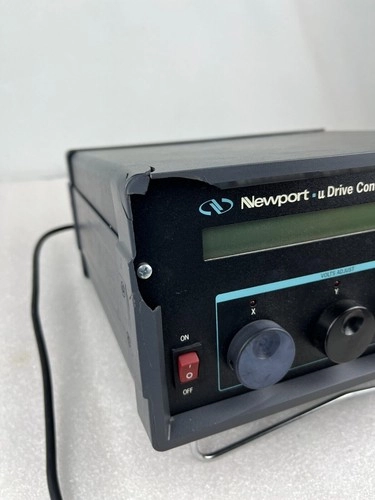 Newport · µ Drive Con
VOLTS ADJUST
X Y
ON
I
O
OFF